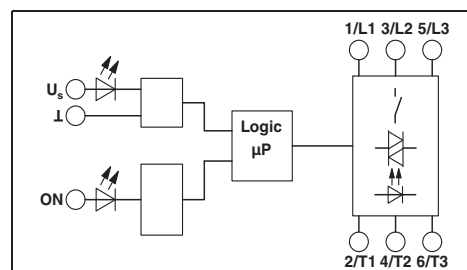 1/L1 3/L2 5/L3
Us
⊥
Logic
µP
ON
2/T1 4/T2 6/T3